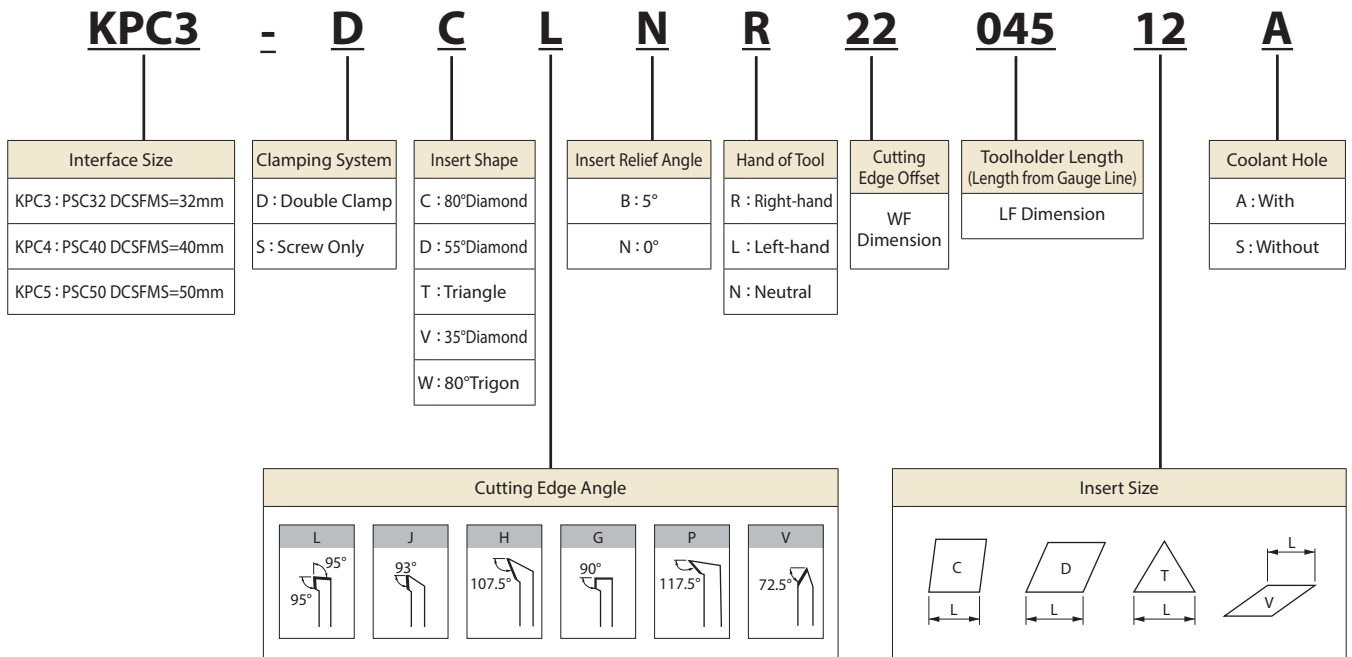 KPC3 - D C L N R 22 045 12 A
Interface Size
KPC3 : PSC32 DCSFMS=32mm
KPC4 : PSC40 DCSFMS=40mm
KPC5 : PSC50 DCSFMS=50mm
Clamping System
D : Double Clamp
S : Screw Only
Insert Shape
C : 80°Diamond
D : 55°Diamond
T : Triangle
V : 35°Diamond
W : 80°Trigon
Insert Relief Angle
B : 5°
N : 0°
Hand of Tool
R : Right-hand
L : Left-hand
N : Neutral
Cutting
Edge Offset
WF
Dimension
Toolholder Length
(Length from Gauge Line)
LF Dimension
Coolant Hole
A : With
S : Without
Cutting Edge Angle
L
95°
95°
J
93°
H
107.5°
G
90°
P
117.5°
V
72.5°
Insert Size
C
L
D
L
T
L
L
V